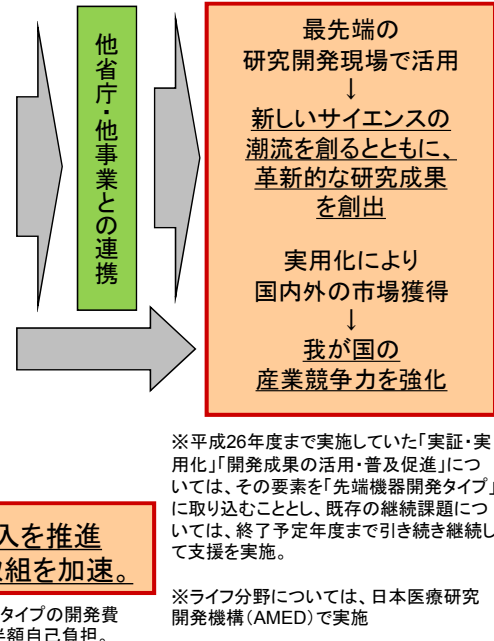 他省庁・他事業との連携
最先端の
研究開発現場で活用
↓
新しいサイエンスの
潮流を創るとともに、
革新的な研究成果
を創出
実用化により
国内外の市場獲得
↓
我が国の
産業競争力を強化
※平成26年度まで実施していた「実証・実
用化」「開発成果の活用・普及促進」につ
いては、その要素を「先端機器開発タイプ」
に取り込むこととし、既存の継続課題につ
いては、終了予定年度まで引き続き継続し
て支援を実施。
※ライフ分野については、日本医療研究
開発機構(AMED)で実施
入を推進
組を加速。
タイプの開発費
半額自己負担。